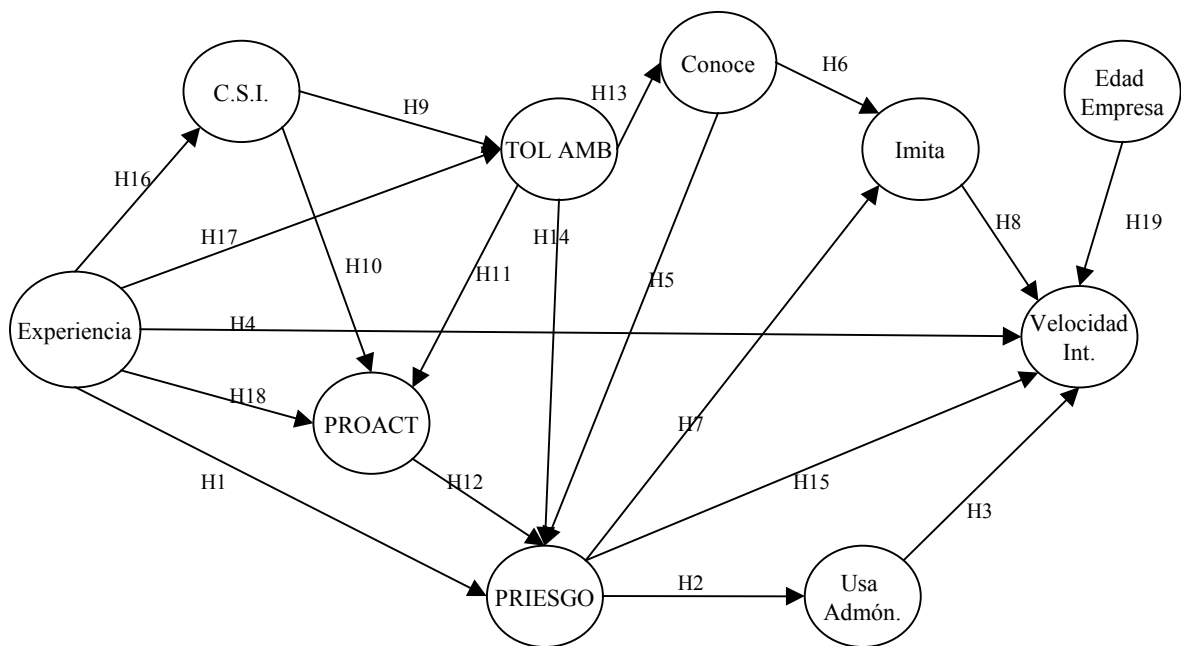 Conoce
H6
Edad
Empresa
C.S.I.
H9
H13
TOL AMB
Imita
H16
H17
H14
H8
H19
H10
H11
H5
Experiencia
H4
Velocidad
Int.
H18
PROACT
H7
H1
H12
H15
H3
PRIESGO
H2
Usa
Admón.